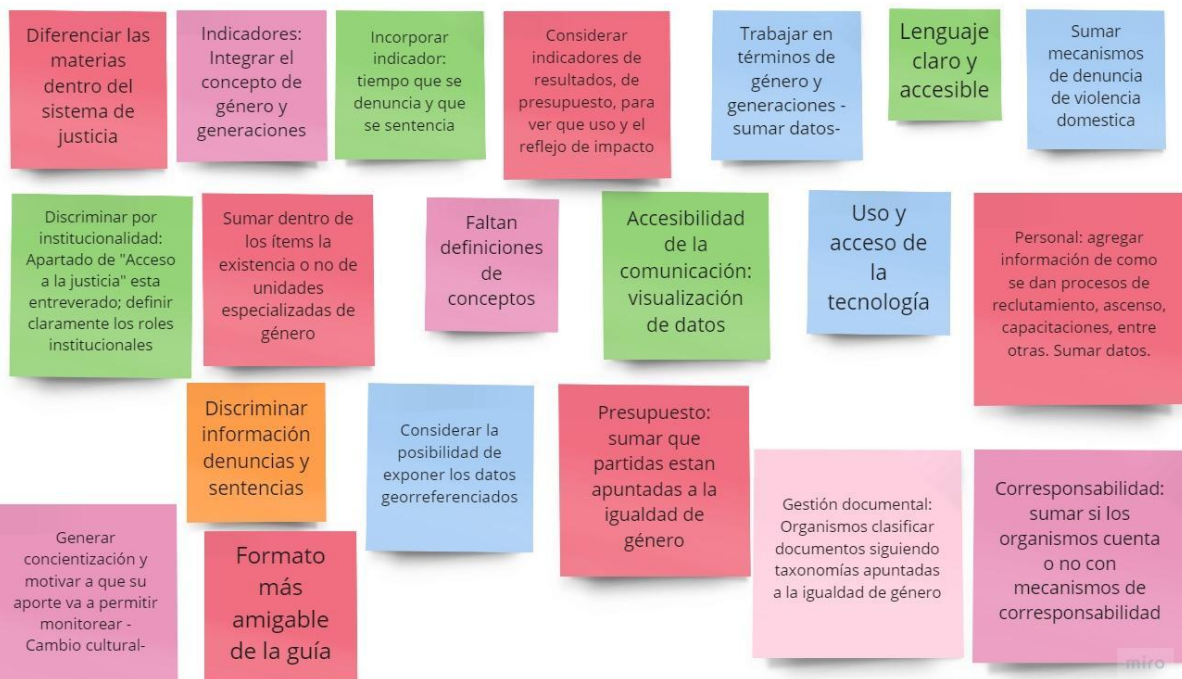 Diferenciar las
materias
dentro del
sistema de
justicia
Indicadores:
Integrar el
concepto de
género y
generaciones
Incorporar
indicador:
tiempo que se
denuncia y que
se sentencia
Considerar
indicadores de
resultados, de
presupuesto, para
ver que uso y el
reflejo de impacto
Trabajar en
términos de
género y
generaciones -
sumar datos-
Lenguaje
claro y
accesible
Sumar
mecanismos
de denuncia
de violencia
domestica
Discriminar por
institucionalidad:
Apartado de "Acceso
a la justicia" esta
entreverado; definir
claramente los roles
institucionales
Sumar dentro de
los ítems la
existencia o no de
unidades
especializadas de
género
Faltan
definiciones
de
conceptos
Accesibilidad
de la
comunicación:
visualización
de datos
Uso y
acceso de
la
tecnología
Personal: agregar
información de como
se dan procesos de
reclutamiento, ascenso,
capacitaciones, entre
otras. Sumar datos.
Discriminar
información
denuncias y
sentencias
Considerar la
posibilidad de
exponer los datos
georreferenciados
Presupuesto:
sumar que
partidas estan
apuntadas a la
igualdad de
género
Gestión documental:
Organismos clasificar
documentos siguiendo
taxonomías apuntadas
a la igualdad de género
Corresponsabilidad:
sumar si los
organismos cuenta
o no con
mecanismos de
corresponsabilidad
Generar
concientización y
motivar a que su
aporte va a permitir
monitorear -
Cambio cultural-
Formato
más
amigable
de la guía
miro